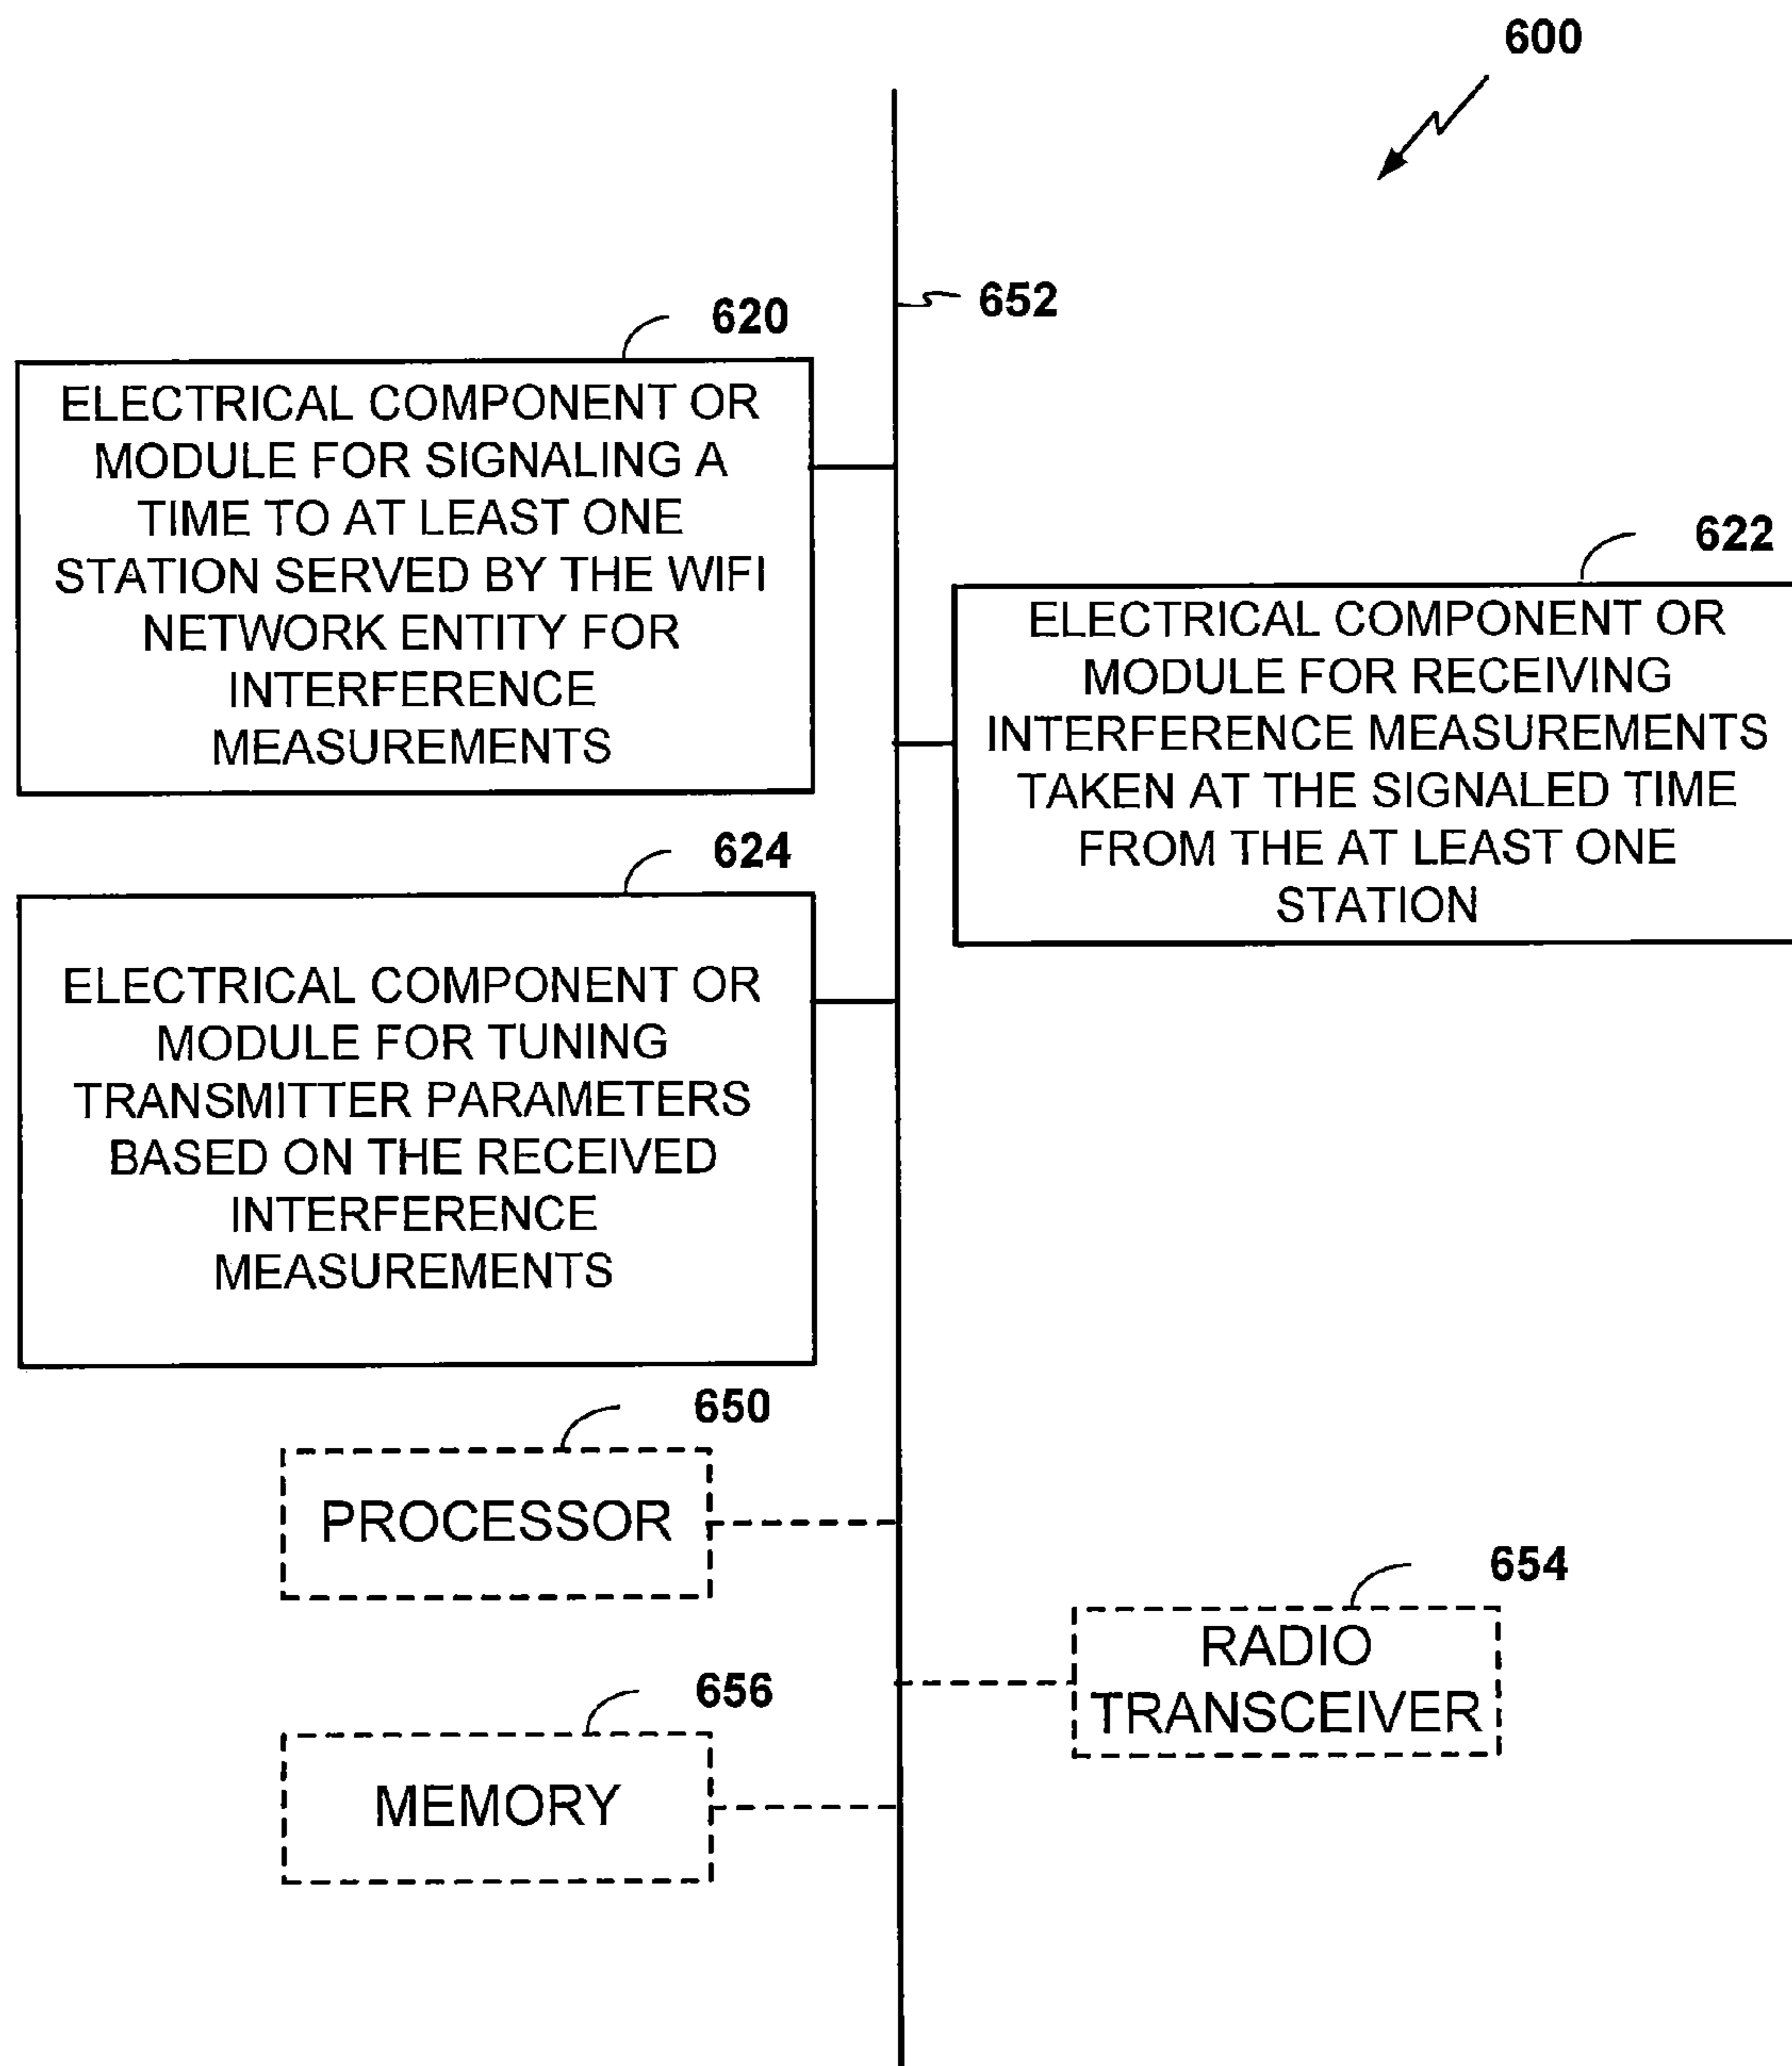 600
652
620
ELECTRICAL COMPONENT OR
MODULE FOR SIGNALING A
TIME TO AT LEAST ONE
STATION SERVED BY THE WIFI
NETWORK ENTITY FOR
INTERFERENCE
MEASUREMENTS
622
ELECTRICAL COMPONENT OR
MODULE FOR RECEIVING
INTERFERENCE MEASUREMENTS
TAKEN AT THE SIGNALED TIME
FROM THE AT LEAST ONE
STATION
624
ELECTRICAL COMPONENT OR
MODULE FOR TUNING
TRANSMITTER PARAMETERS
BASED ON THE RECEIVED
INTERFERENCE
MEASUREMENTS
650
PROCESSOR
654
RADIO
TRANSCEIVER
656
MEMORY